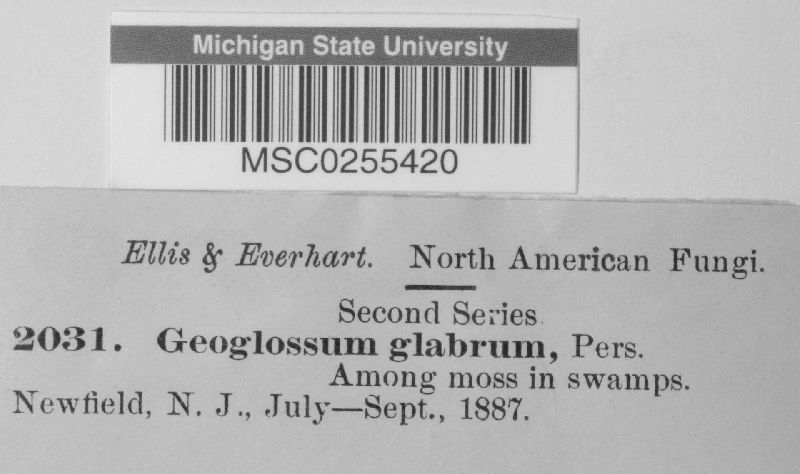 Michigan State University
MSC0255420
Ellis & Everhart. North American Fungi.
Second Series.
2031. Geoglossum glabrum, Pers.
Among moss in swamps.
Newfield, N. J., July—Sept., 1887.